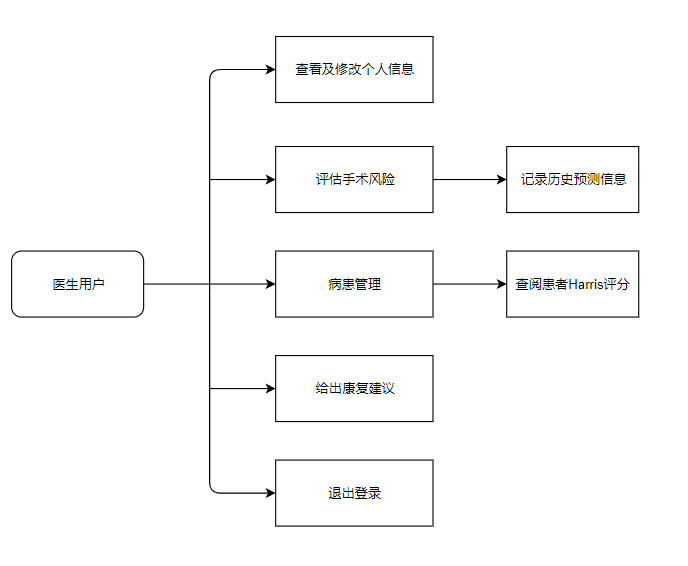 查看及修改个人信息
评估手术风险
记录历史预测信息
医生用户
病患管理
查阅患者Harris评分
给出康复建议
退出登录